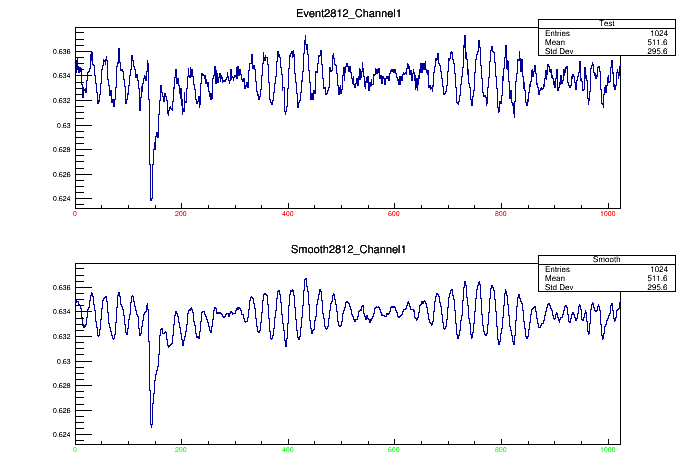 Event2812_Channel1
Test
Entries 1024
Mean 511.6
Std Dev 295.6
0.636
0.634
0.632
0.63
0.628
0.626
0.624
0 200 400 600 800 1000
Smooth2812_Channel1
Smooth
Entries 1024
Mean 511.6
Std Dev 295.6
0.636
0.634
0.632
0.63
0.628
0.626
0.624
0 200 400 600 800 1000